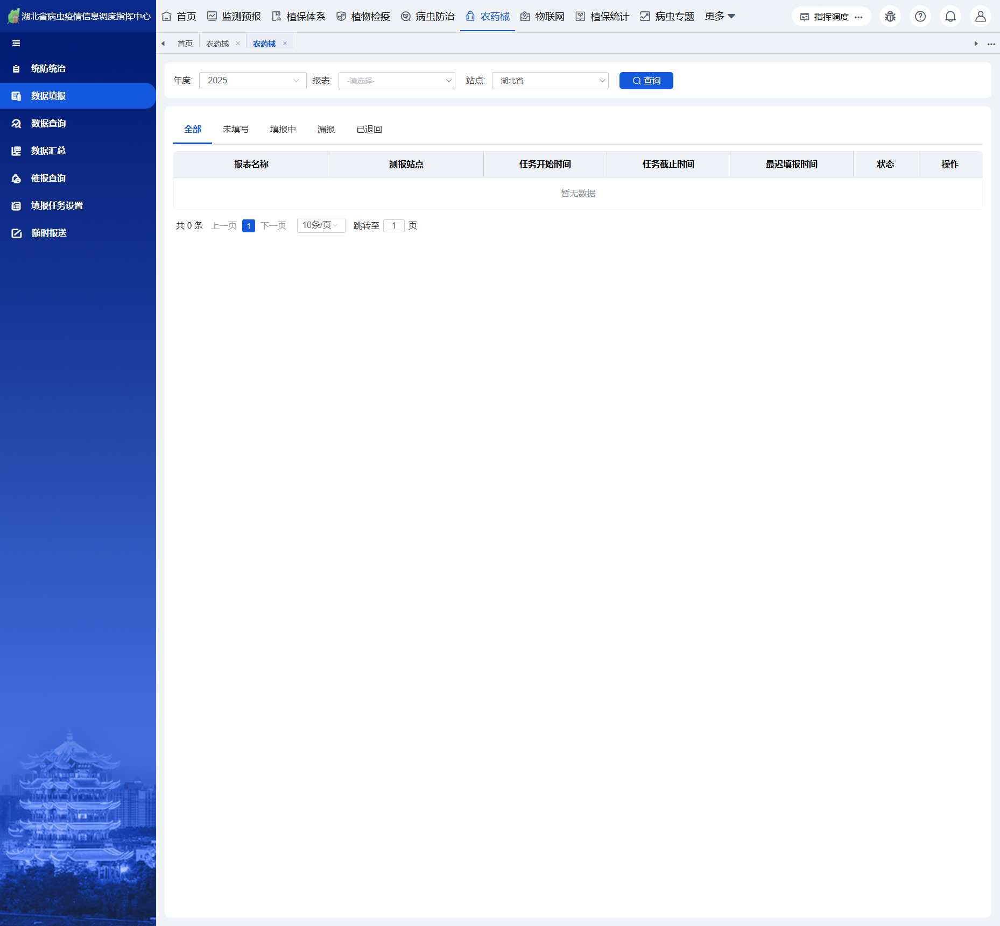 湖北省病虫疫情信息调度指挥中心
首页 监测预报 植保体系 植物检疫 病虫防治 农药械 物联网 植保统计 病虫专题 更多 指挥调度
首页 农药械 农药械
统防统治
数据填报
数据查询
数据汇总
催报查询
填报任务设置
随时报送
年度: 2025 报表: -请选择- 站点: 湖北省 查询
全部 未填写 填报中 漏报 已退回
报表名称 测报站点 任务开始时间 任务截止时间 最迟填报时间 状态 操作
暂无数据
共 0 条 上一页 1 下一页 10条/页 跳转至 1 页